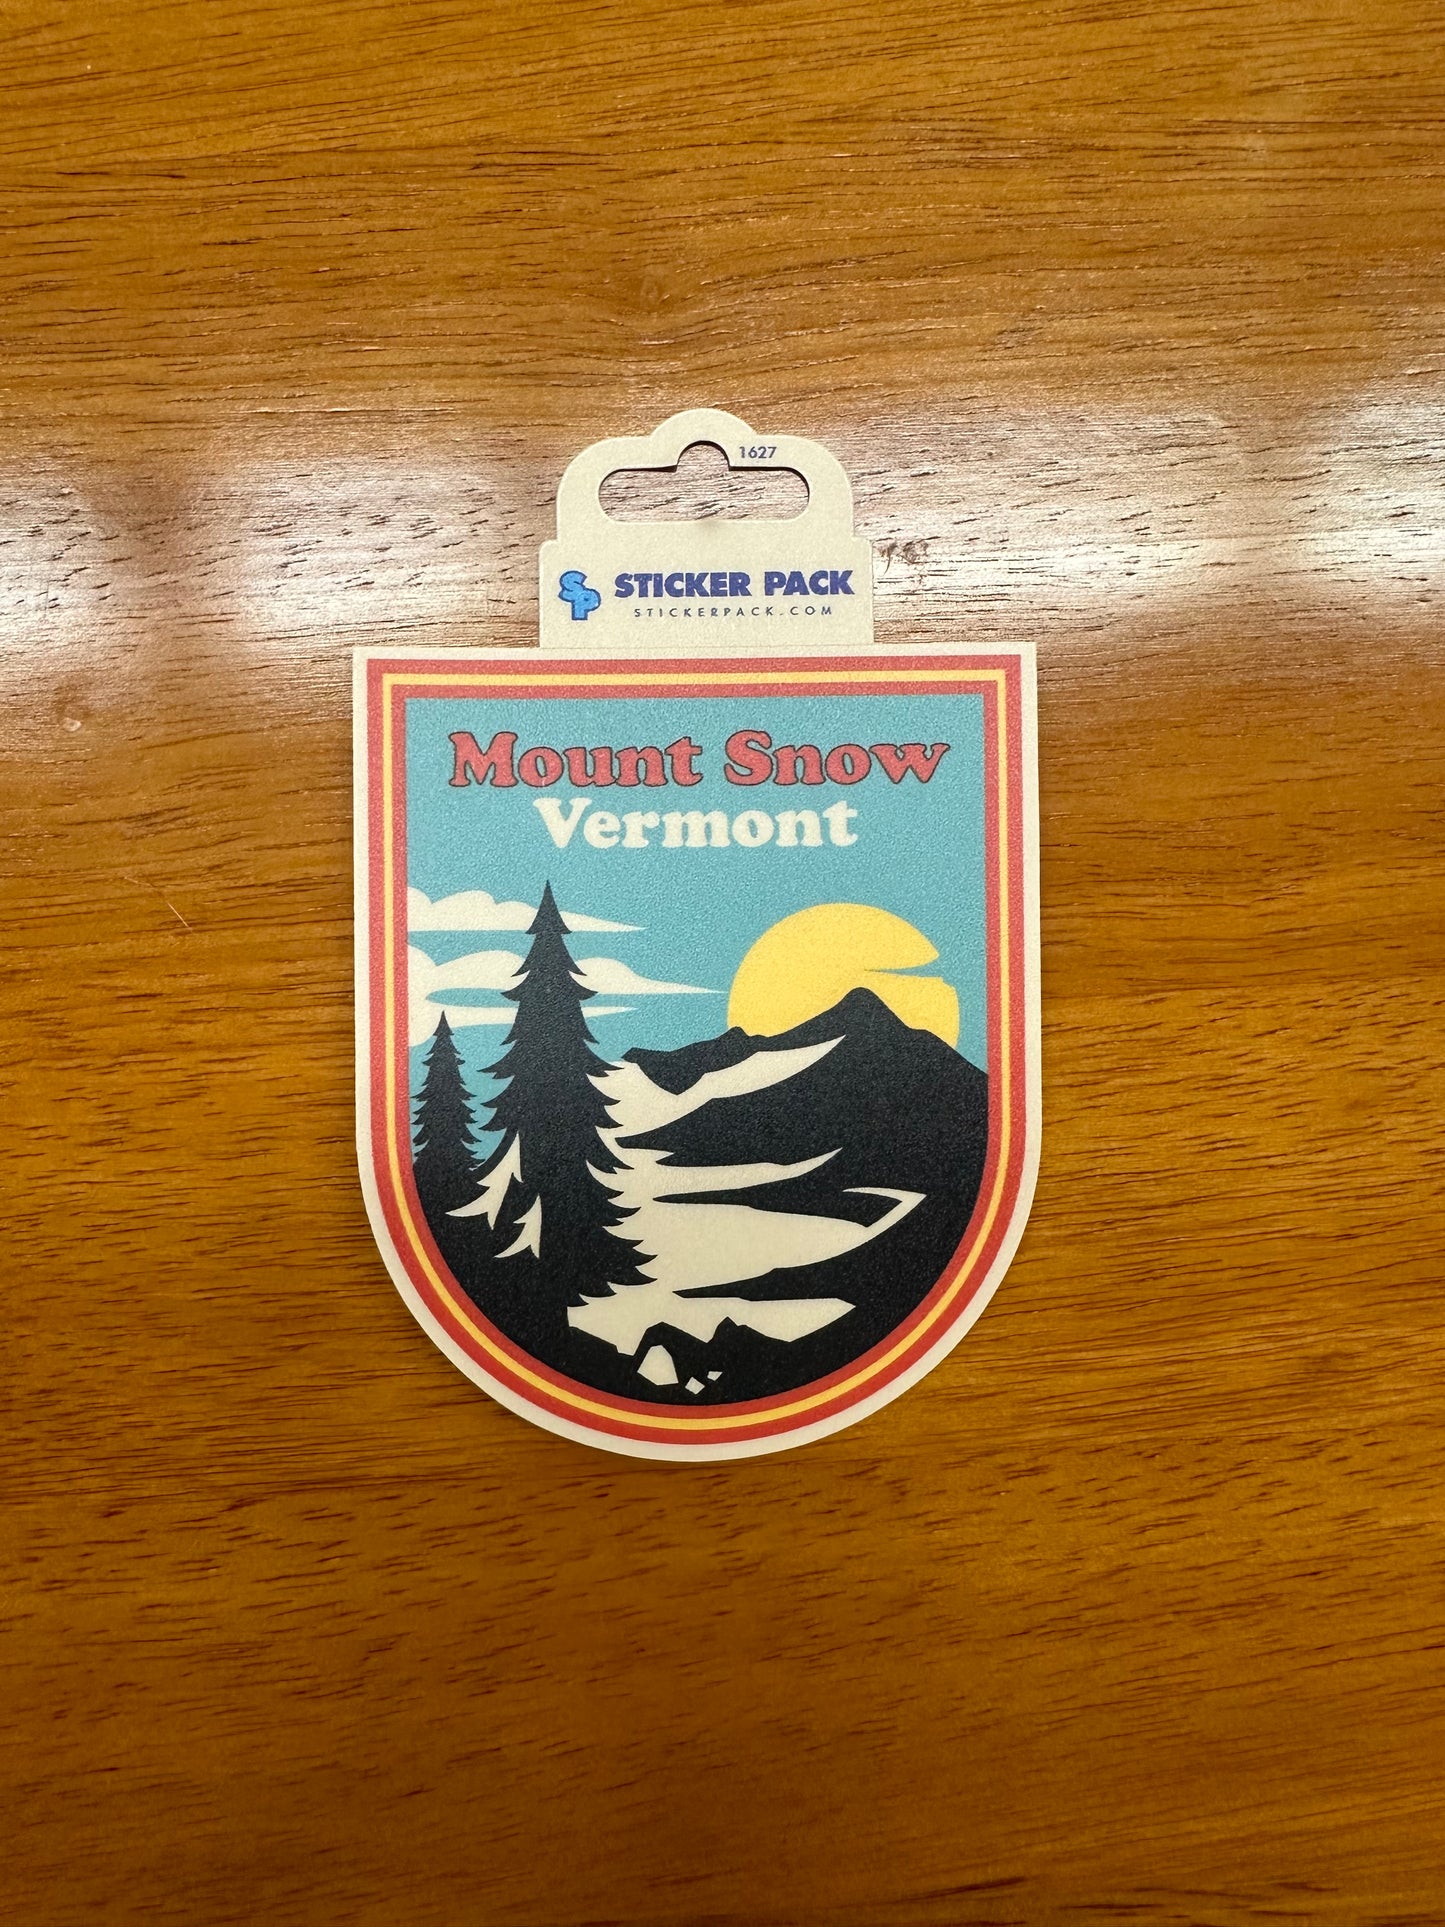 1627
SP STICKER PACK
STICKERPACK.COM
Mount Snow
Vermont